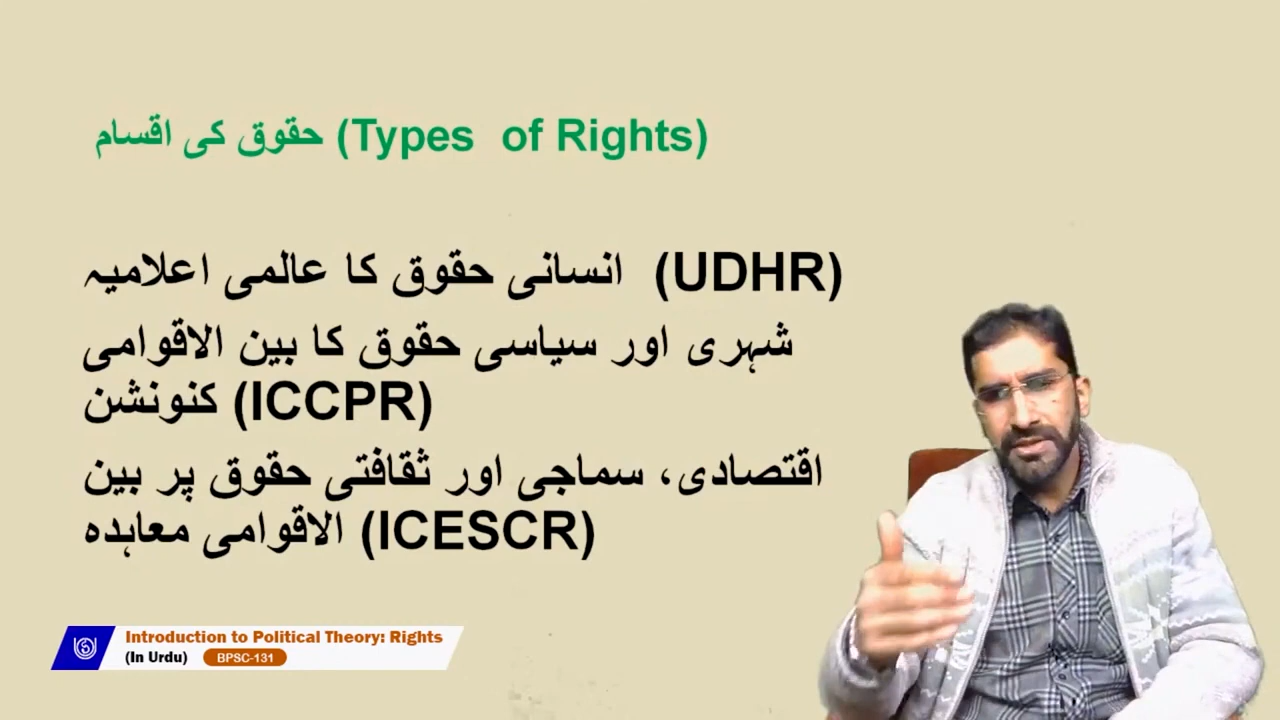 حقوق کی اقسام (Types of Rights)
انسانی حقوق کا عالمی اعلامیہ (UDHR)
شہری اور سیاسی حقوق کا بین الاقوامی
کنونشن (ICCPR)
اقتصادی، سماجی اور ثقافتی حقوق پر بین
الاقوامی معاہدہ (ICESCR)
Introduction to Political Theory: Rights
(In Urdu) BPSC-131